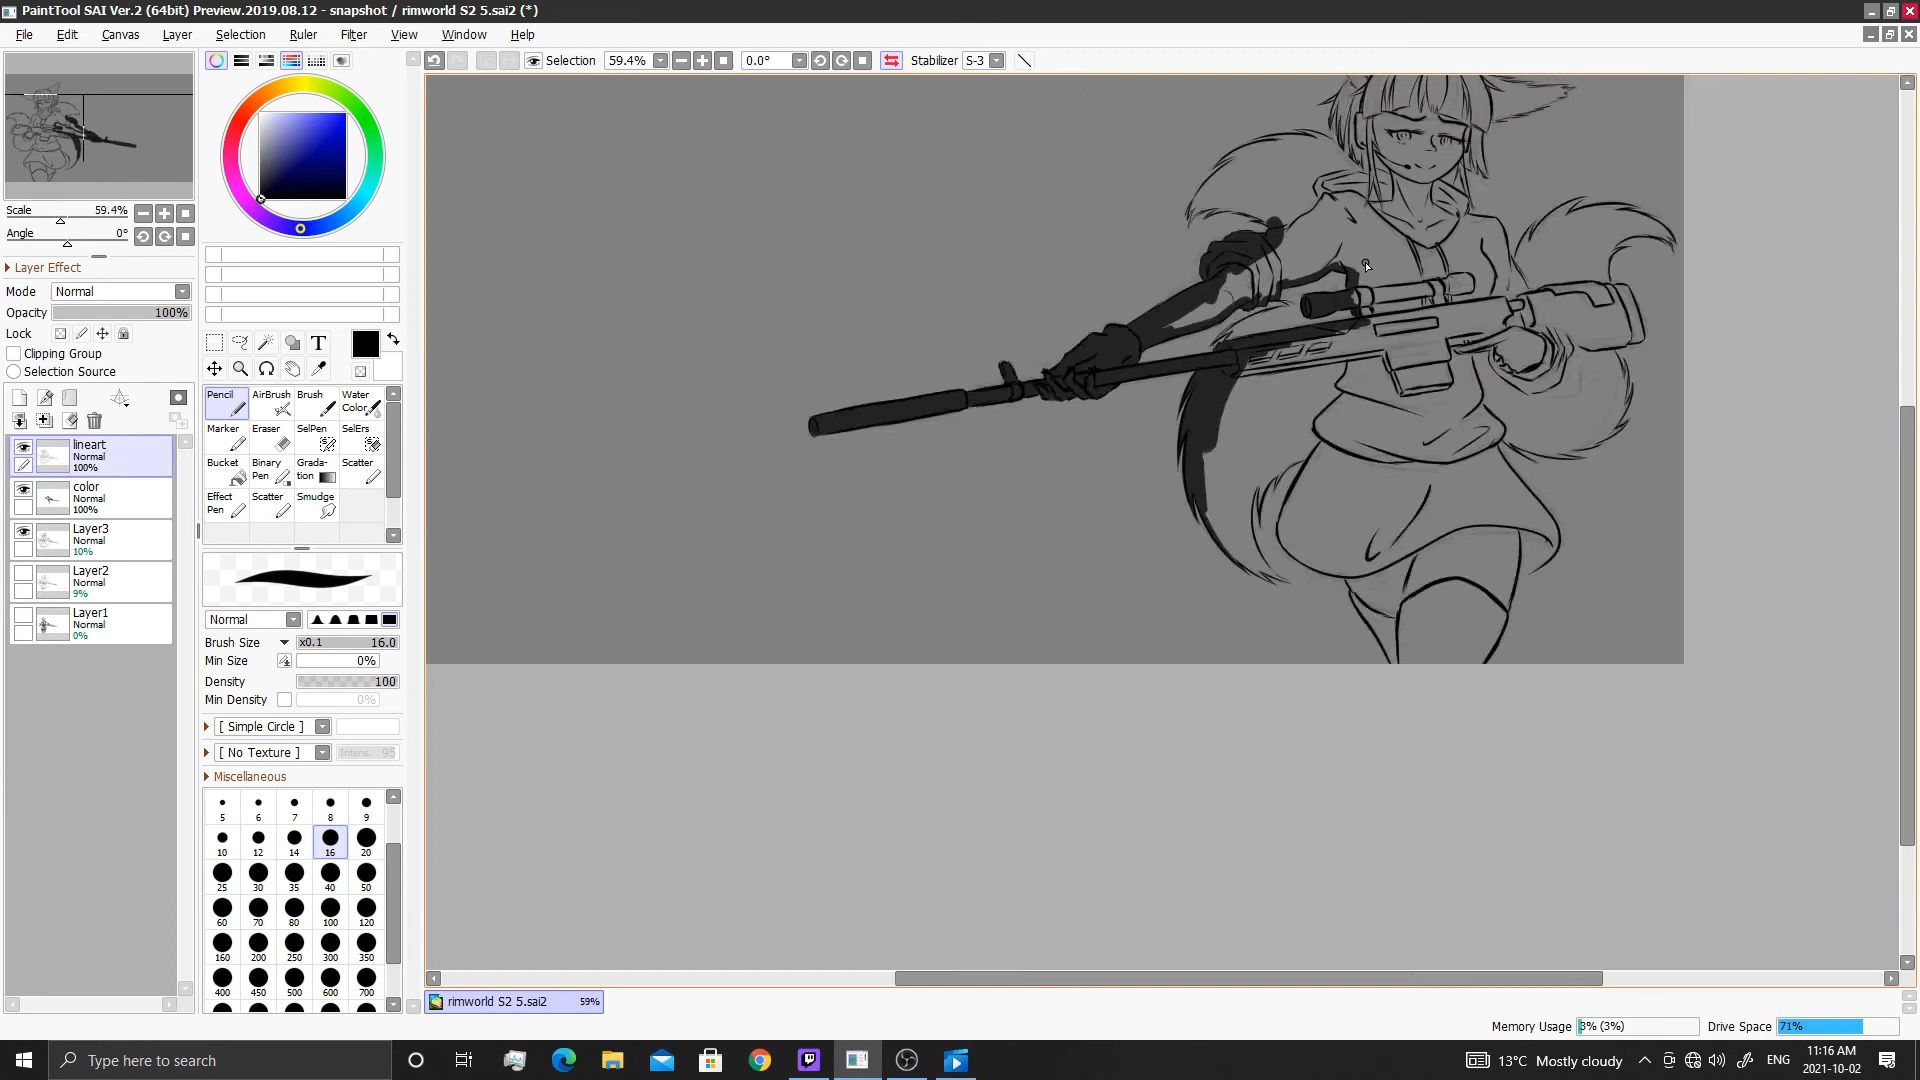 PaintTool SAI Ver.2 (64bit) Preview.2019.08.12 - snapshot / rimworld S2 5.sai2 (*)
File Edit Canvas Layer Selection Ruler Filter View Window Help
Selection 59.4% 0.0° Stabilizer S-3
Scale 59.4%
Angle 0°
Layer Effect
Mode Normal
Opacity 100%
Lock
Clipping Group
Selection Source
lineart
Normal
100%
color
Normal
100%
Layer3
Normal
10%
Layer2
Normal
9%
Layer1
Normal
0%
T
Pencil AirBrush Brush Water Color
Marker Eraser SelPen SelErs
Bucket Binary Pen Grada-tion Scatter
Effect Pen Scatter Smudge
Normal
Brush Size x0.1 16.0
Min Size 0%
Density 100
Min Density 0%
[ Simple Circle ]
[ No Texture ] Intens. 95
Miscellaneous
5 6 7 8 9
10 12 14 16 20
25 30 35 40 50
60 70 80 100 120
160 200 250 300 350
400 450 500 600 700
rimworld S2 5.sai2 59%
Memory Usage 3% (3%) Drive Space 71%
Type here to search
13°C Mostly cloudy ENG 11:16 AM
2021-10-02